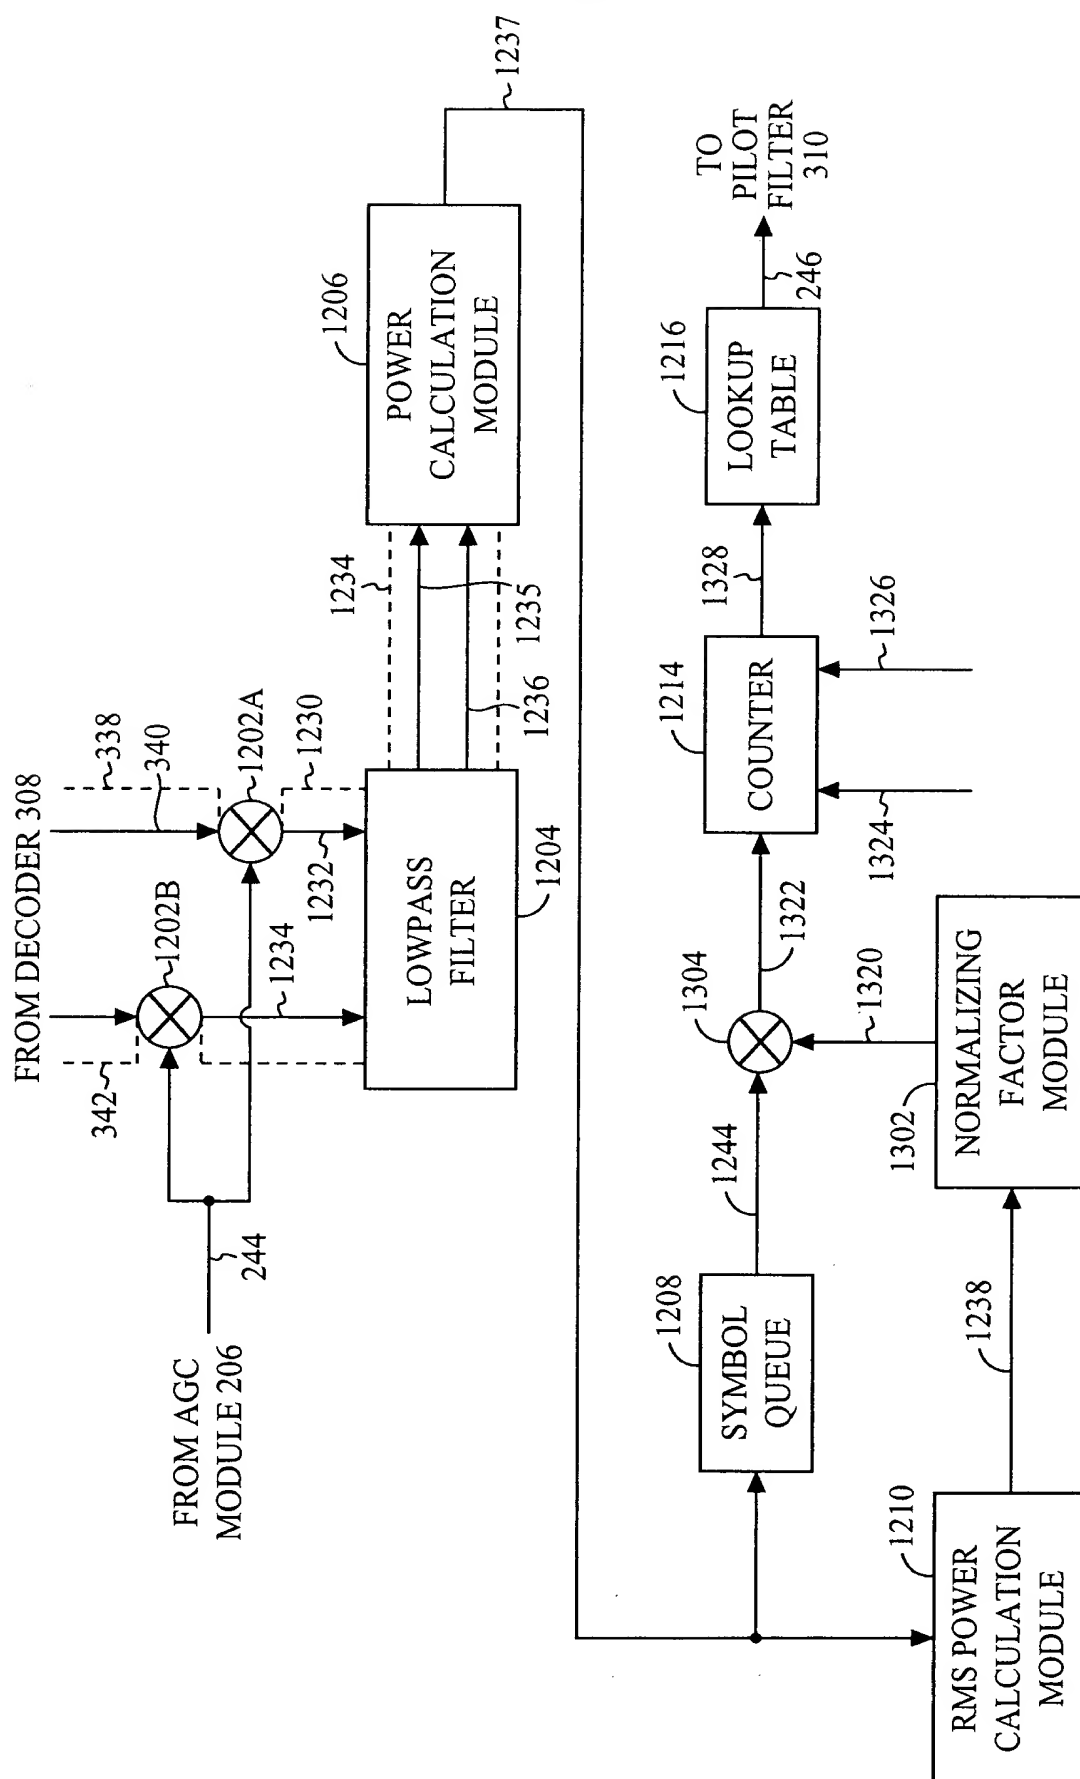 FROM DECODER 308
342
338
340
1202B
1202A
FROM AGC
MODULE 206
244
1234
1232
1230
LOWPASS
FILTER
1204
1234
1235
1236
1206
POWER
CALCULATION
MODULE
1237
1208
SYMBOL
QUEUE
1244
1304
1322
1214
COUNTER
1324
1326
1328
1216
LOOKUP
TABLE
246
TO
PILOT
FILTER
310
1210
RMS POWER
CALCULATION
MODULE
1238
1302
NORMALIZING
FACTOR
MODULE
1320